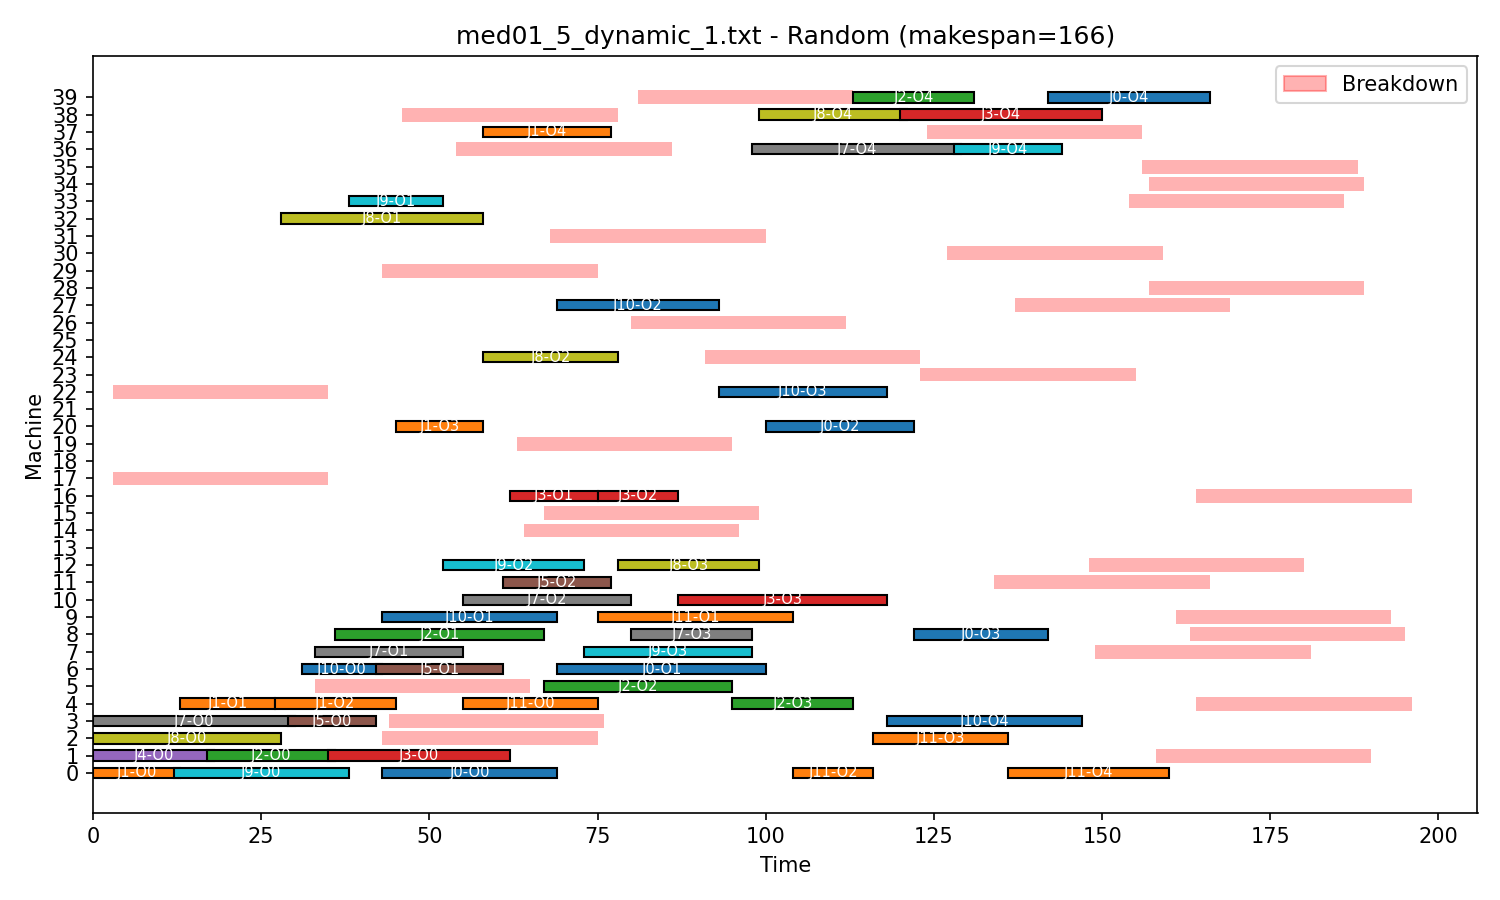 med01_5_dynamic_1.txt - Random (makespan=166)
Breakdown
39 J2-O4 J0-O4
38 J8-O4 J3-O4
37 J1-O4
36 J7-O4 J9-O4
35
34
33 J9-O1
32 J8-O1
31
30
29
28
27 J10-O2
26
25
24 J8-O2
23
22 J10-O3
21
20 J1-O3 J0-O2
19
18
17
16 J3-O1 J3-O2
15
14
13
12 J9-O2 J8-O3
11 J5-O2
10 J7-O2 J3-O3
9 J10-O1 J11-O1
8 J2-O1 J7-O3 J0-O3
7 J7-O1 J9-O3
6 J10-O0 J5-O1 J0-O1
5 J2-O2
4 J1-O1 J1-O2 J11-O0 J2-O3
3 J7-O0 J5-O0 J10-O4
2 J8-O0 J11-O3
1 J4-O0 J2-O0 J3-O0
0 J1-O0 J9-O0 J0-O0 J11-O2 J11-O4
Machine
0 25 50 75 100 125 150 175 200
Time